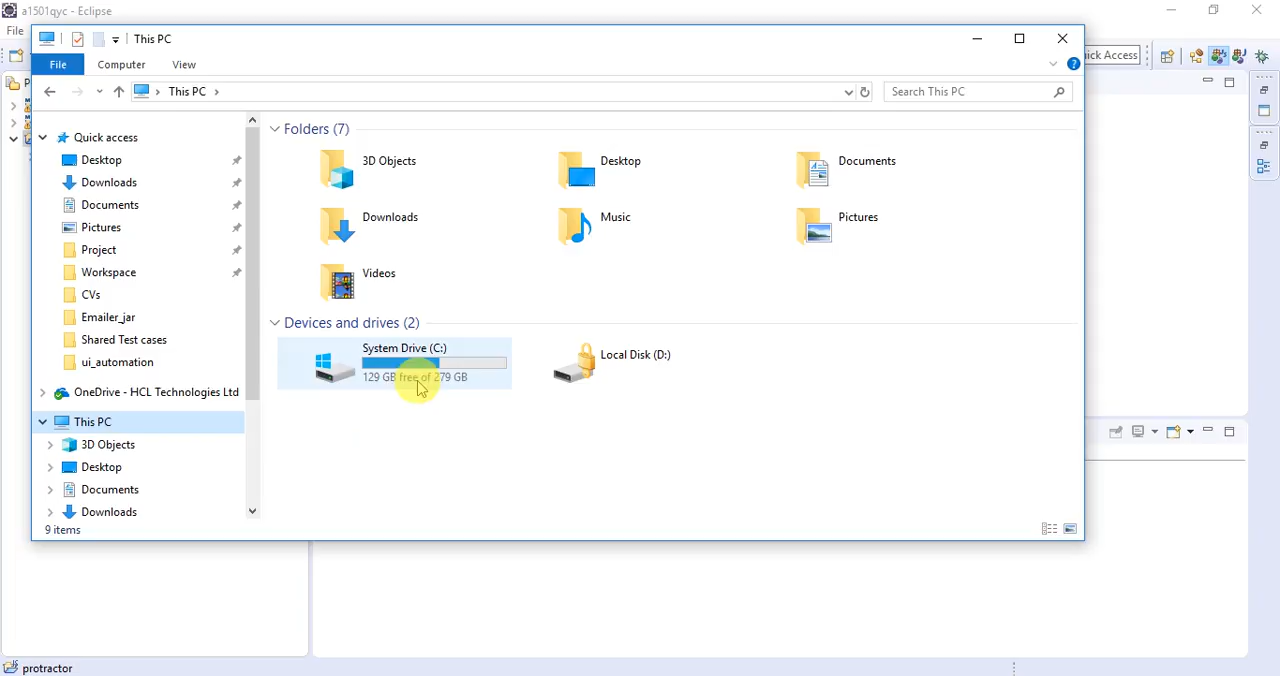 a1501qyc - Eclipse
File
This PC
File
Computer
View
This PC
Search This PC
Quick Access
Quick access
Desktop
Downloads
Documents
Pictures
Project
Workspace
CVs
Emailer_jar
Shared Test cases
ui_automation
OneDrive - HCL Technologies Ltd
This PC
3D Objects
Desktop
Documents
Downloads
Folders (7)
3D Objects
Desktop
Documents
Downloads
Music
Pictures
Videos
Devices and drives (2)
System Drive (C:)
129 GB free of 279 GB
Local Disk (D:)
9 items
protractor